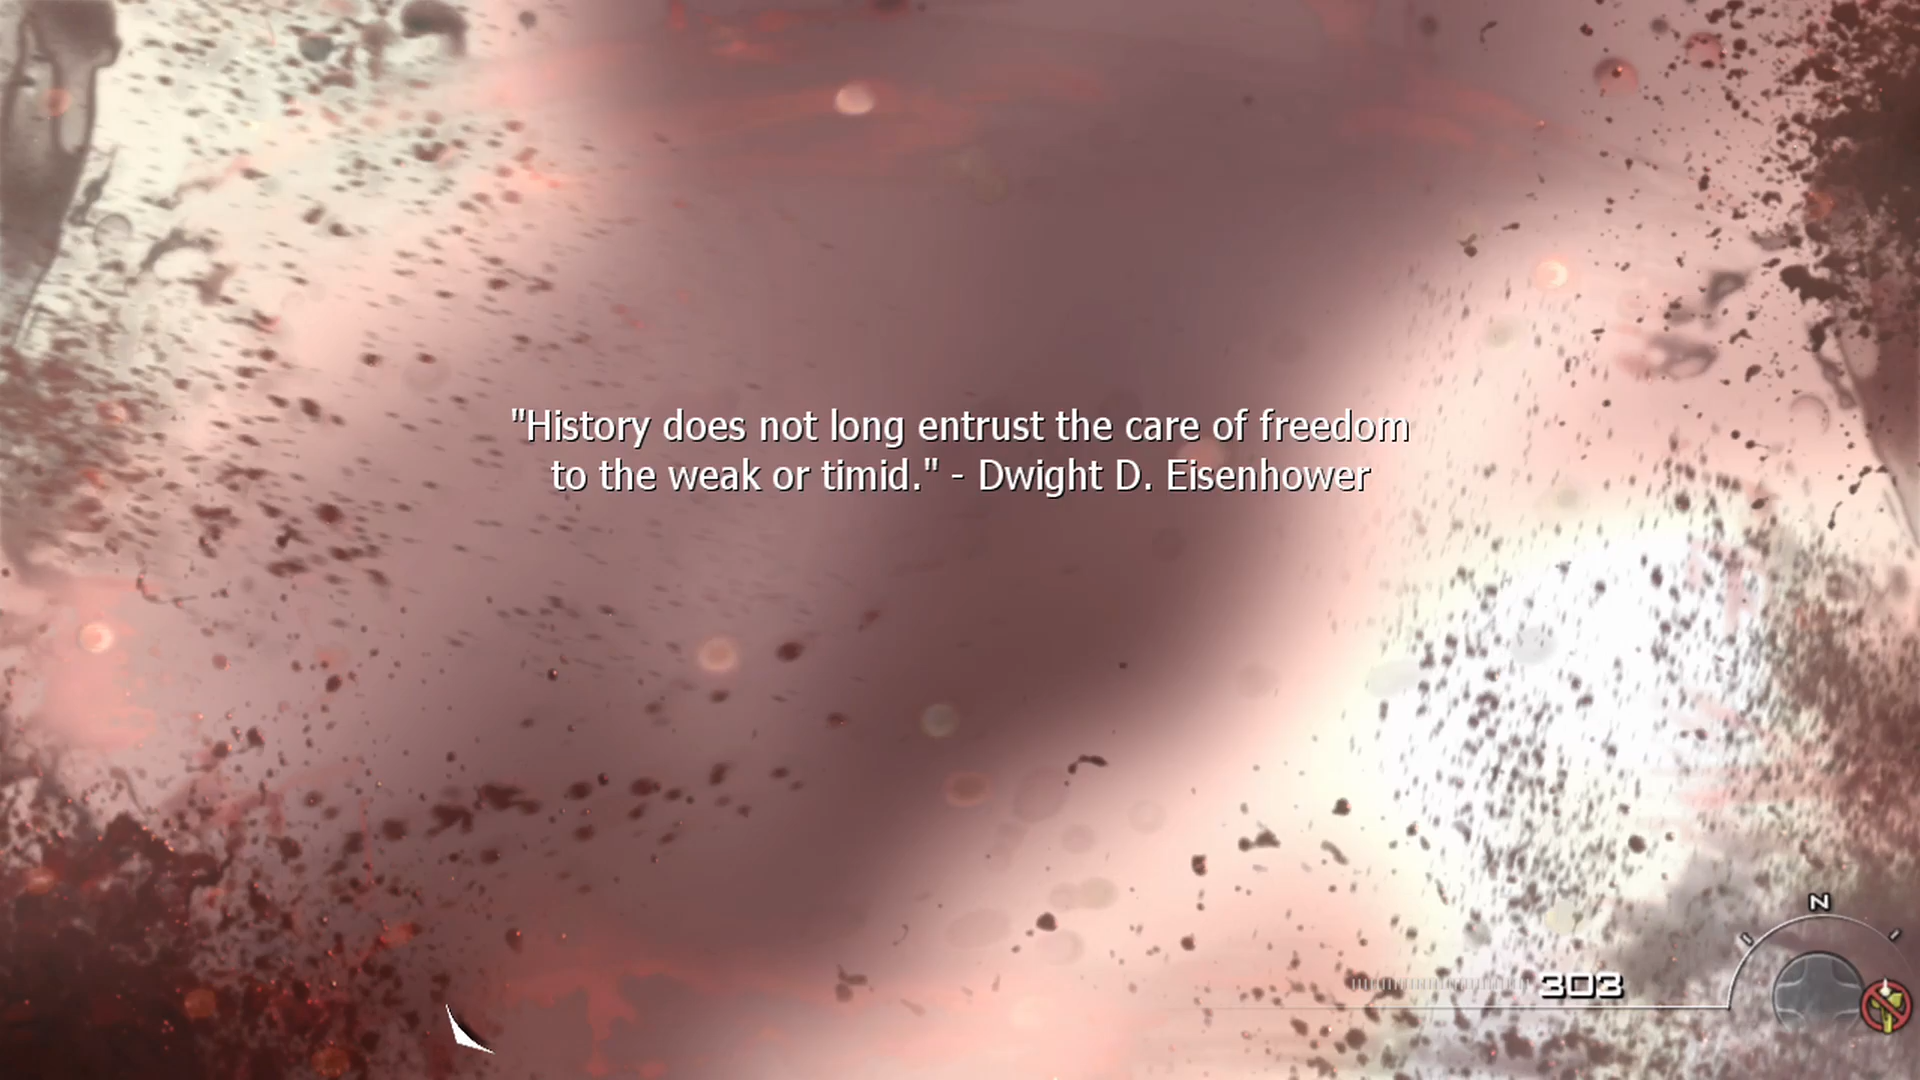 "History does not long entrust the care of freedom
to the weak or timid." - Dwight D. Eisenhower
N
303